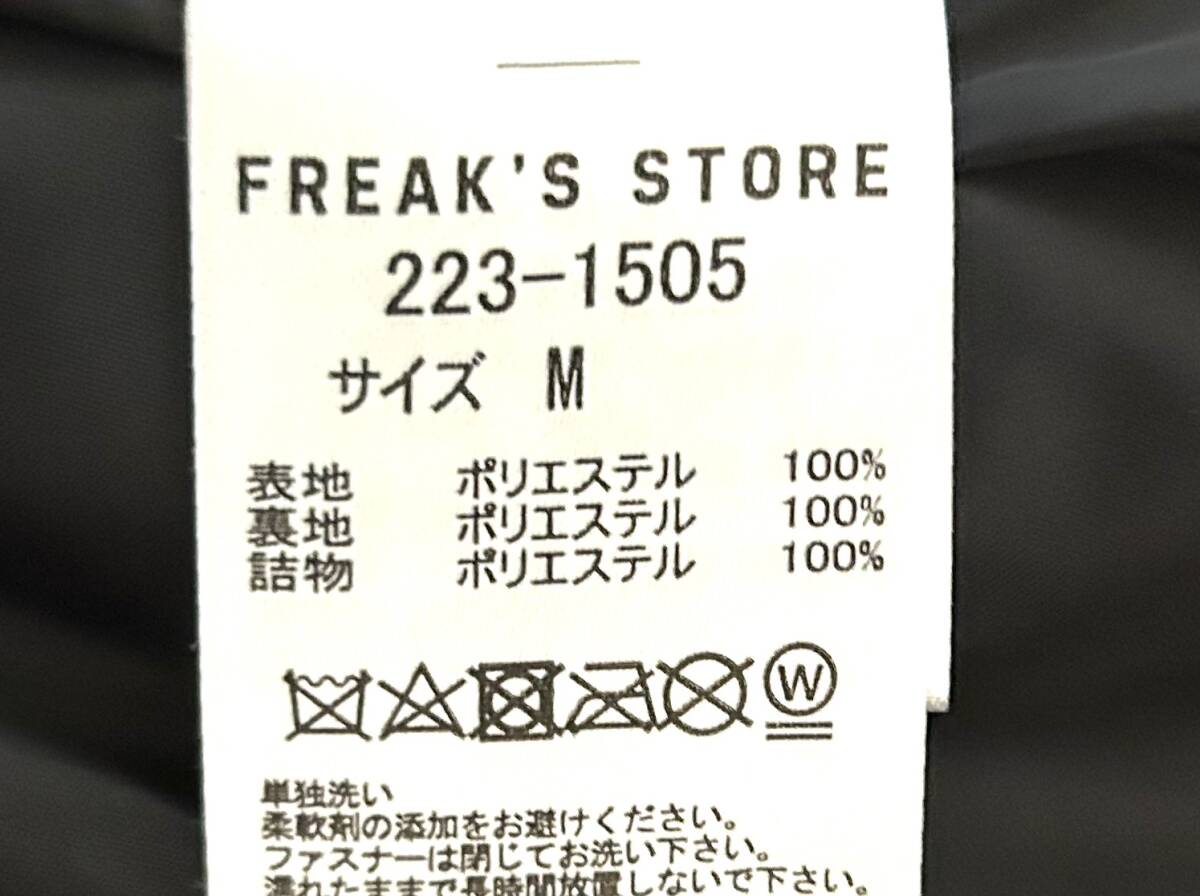 FREAK'S STORE
223-1505
サイズ M
表地 ポリエステル 100%
裏地 ポリエステル 100%
詰物 ポリエステル 100%
W
単独洗い
柔軟剤の添加をお避けください。
ファスナーは閉じてお洗い下さい。
濡れたままで長時間放置しないで下さい。